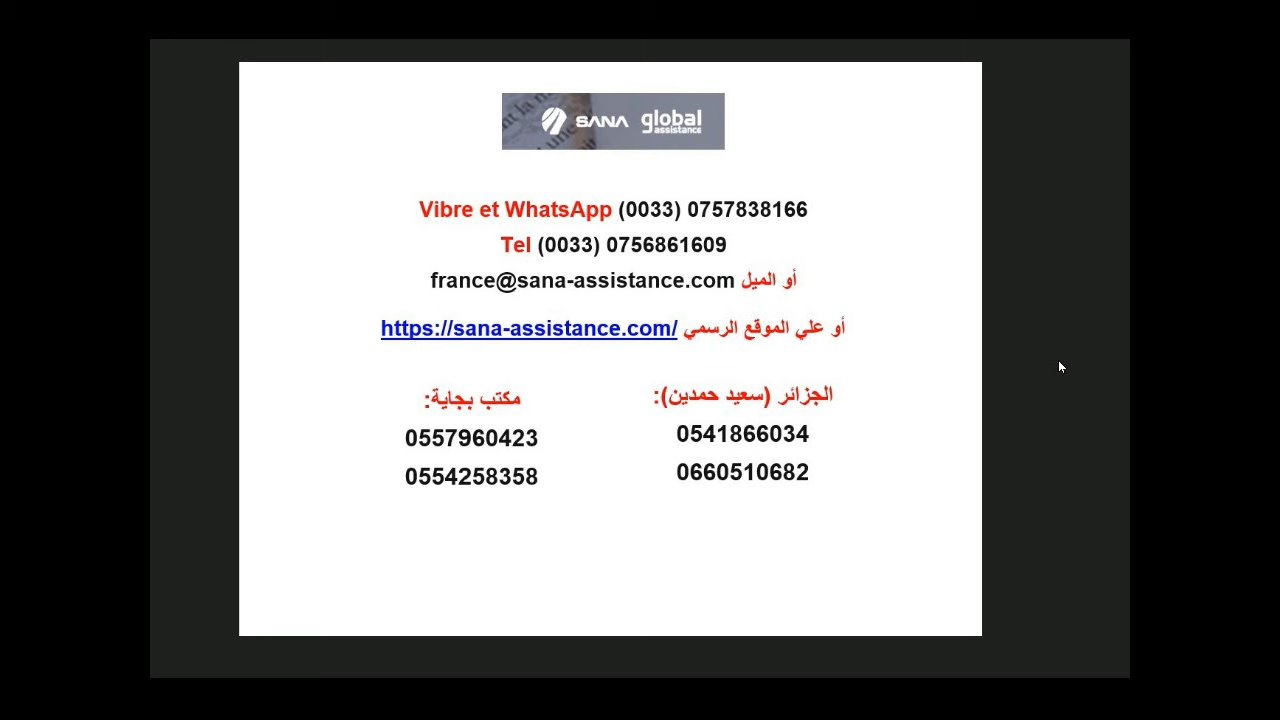 SANA global assistance
Vibre et WhatsApp (0033) 0757838166
Tel (0033) 0756861609
أو الميل france@sana-assistance.com
أو علي الموقع الرسمي https://sana-assistance.com/
الجزائر (سعيد حمدين):
0541866034
0660510682
مكتب بجاية:
0557960423
0554258358